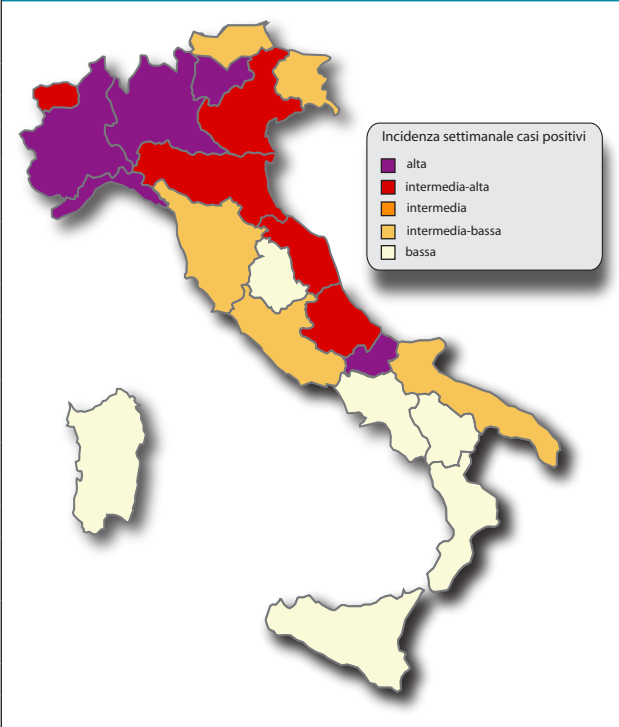 Incidenza settimanale casi positivi
alta
intermedia-alta
intermedia
intermedia-bassa
bassa